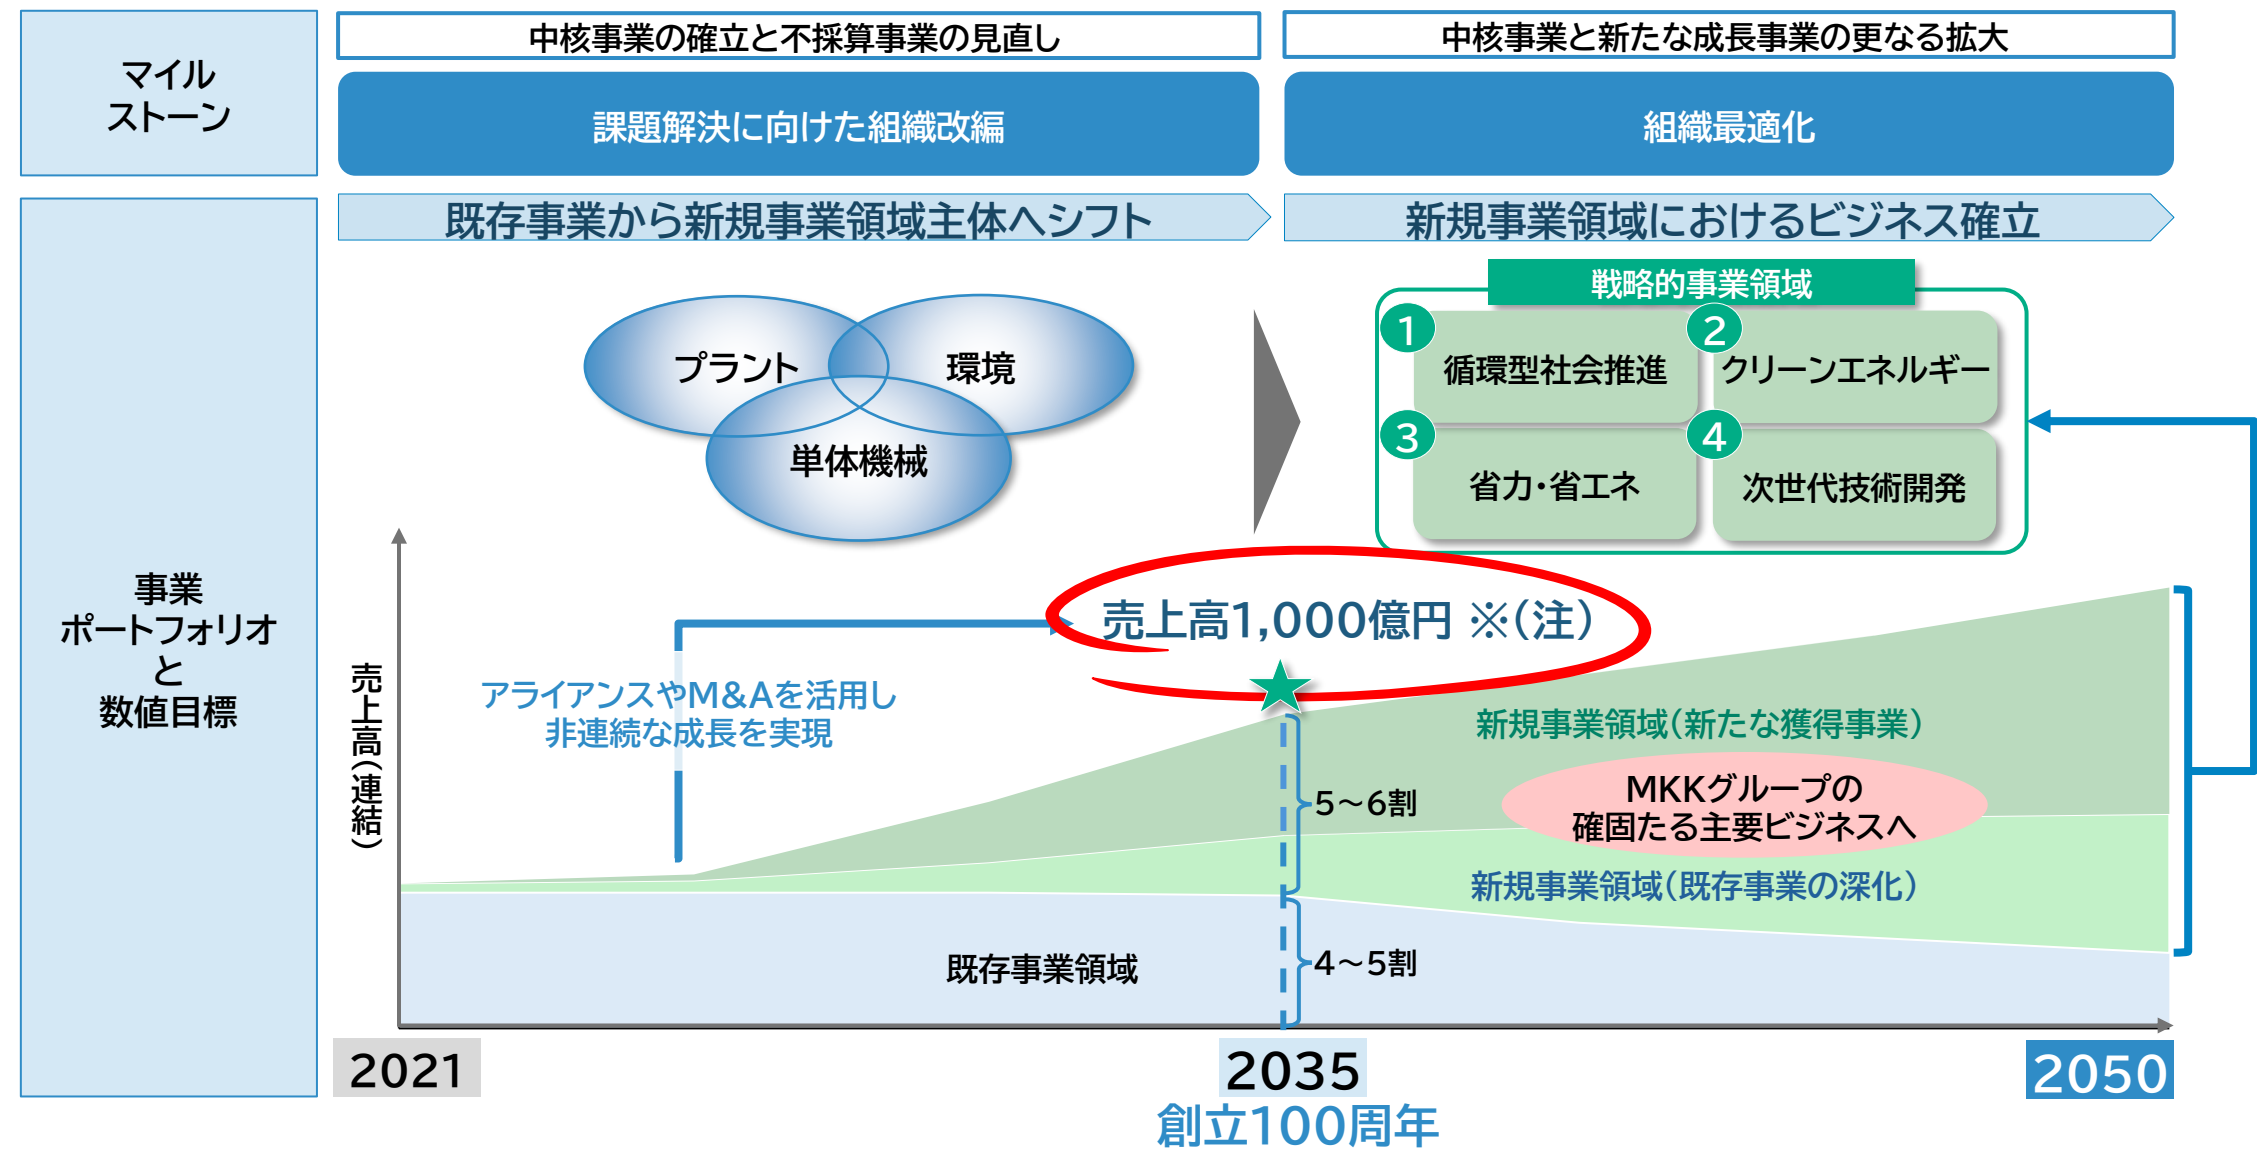 マイル
ストーン
中核事業の確立と不採算事業の見直し
中核事業と新たな成長事業の更なる拡大
課題解決に向けた組織改編
組織最適化
事業
ポートフォリオ
と
数値目標
既存事業から新規事業領域主体へシフト
新規事業領域におけるビジネス確立
プラント
環境
単体機械
戦略的事業領域
1
循環型社会推進
2
クリーンエネルギー
3
省力・省エネ
4
次世代技術開発
売上高1,000億円 ※(注)
アライアンスやM&Aを活用し
非連続な成長を実現
売上高(連結)
新規事業領域(新たな獲得事業)
5～6割
MKKグループの
確固たる主要ビジネスへ
新規事業領域(既存事業の深化)
既存事業領域
4～5割
2021
2035
2050
創立100周年